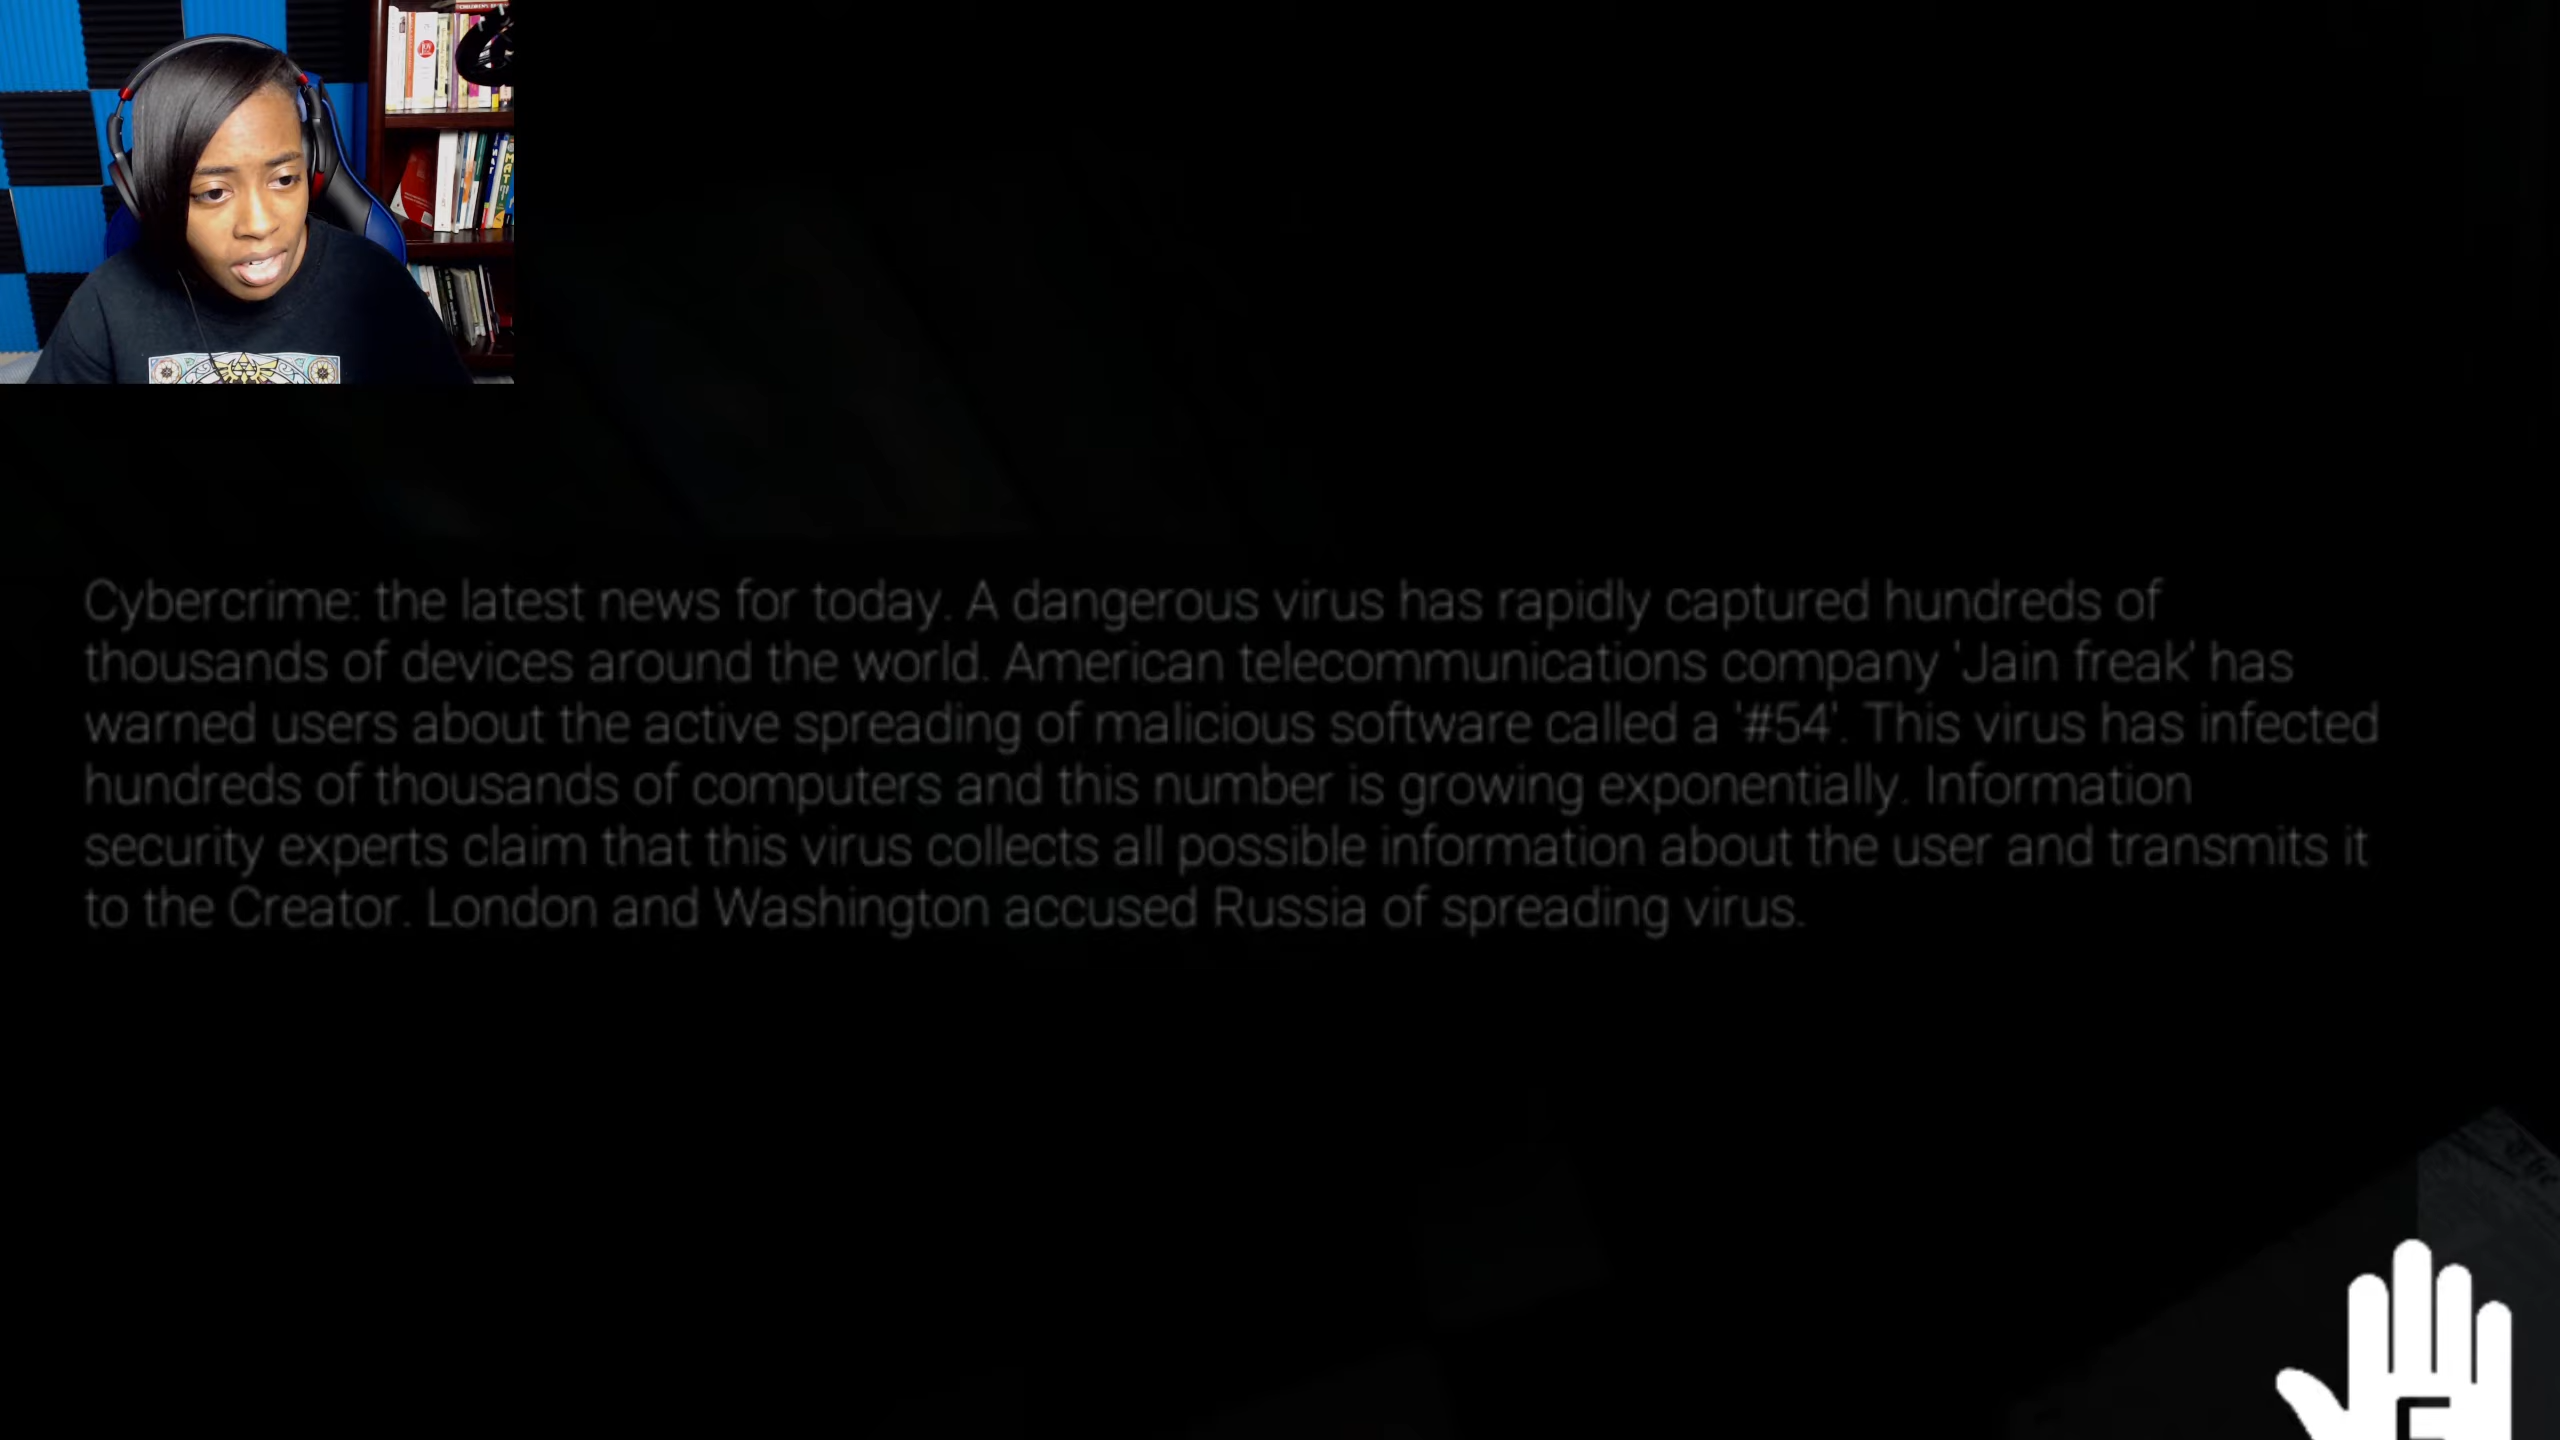 Cybercrime: the latest news for today. A dangerous virus has rapidly captured hundreds of
thousands of devices around the world. American telecommunications company 'Jain freak' has
warned users about the active spreading of malicious software called a '#54'. This virus has infected
hundreds of thousands of computers and this number is growing exponentially. Information
security experts claim that this virus collects all possible information about the user and transmits it
to the Creator. London and Washington accused Russia of spreading virus.